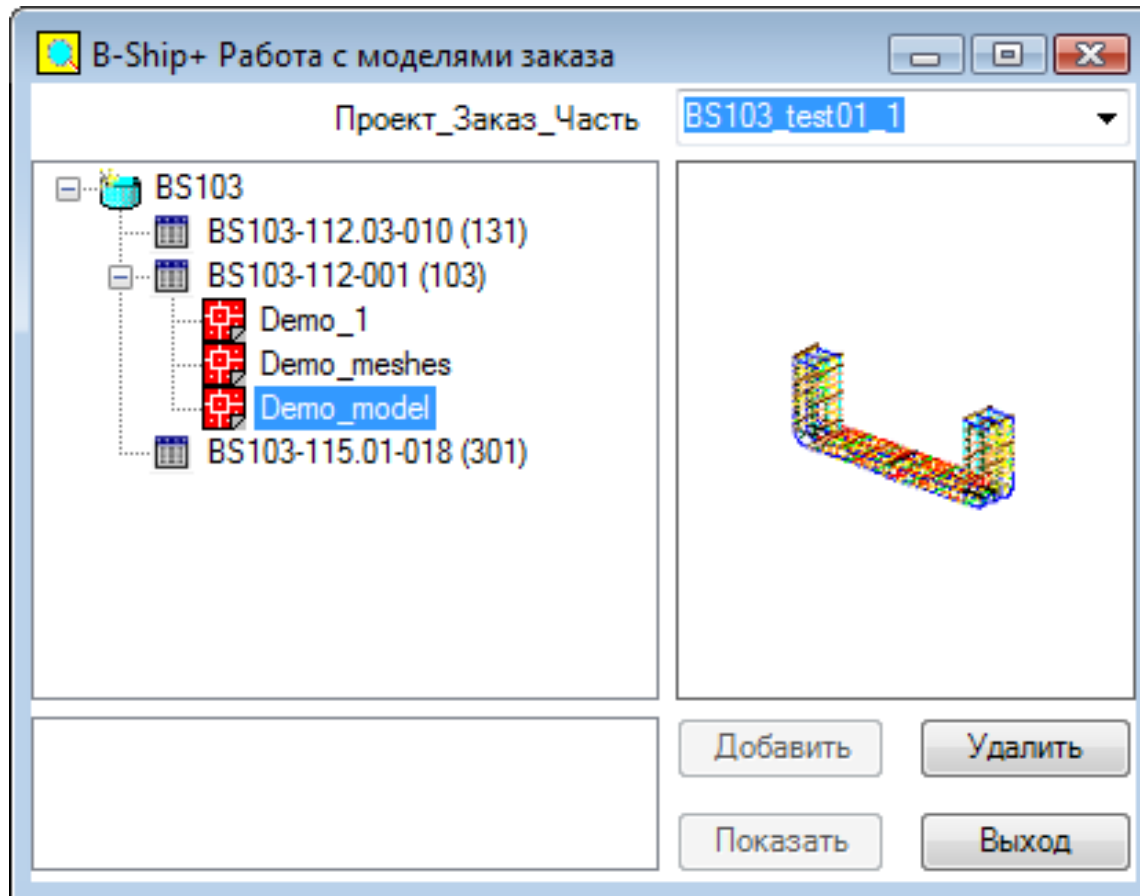 B-Ship+ Работа с моделями заказа
Проект_Заказ_Часть BS103_test01_1
BS103
BS103-112.03-010 (131)
BS103-112-001 (103)
Demo_1
Demo_meshes
Demo_model
BS103-115.01-018 (301)
Добавить Удалить
Показать Выход